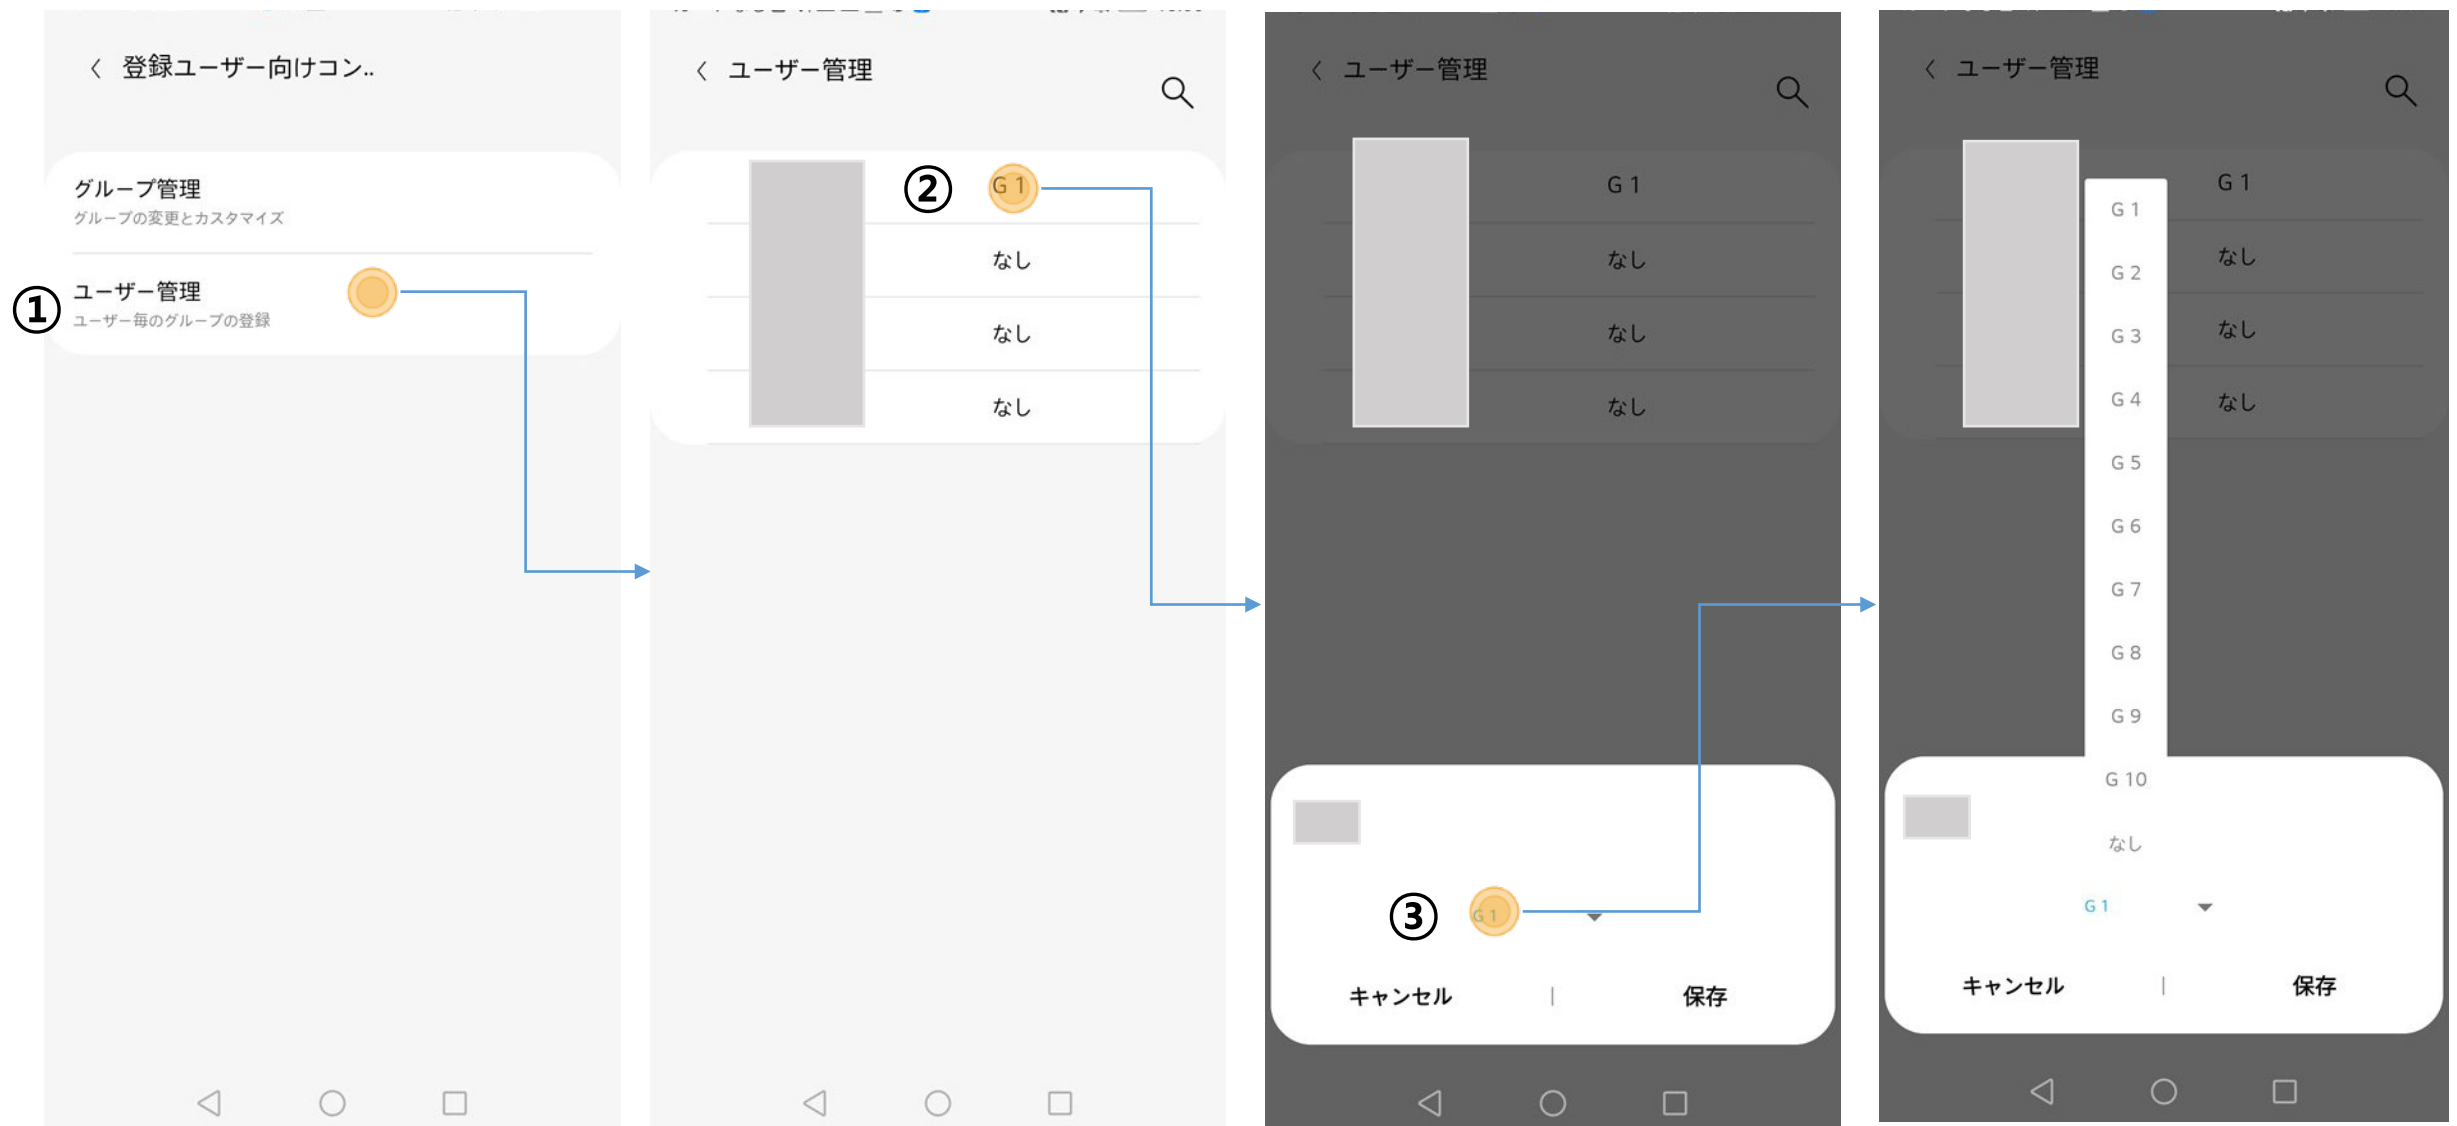 登録ユーザー向けコン..
グループ管理
グループの変更とカスタマイズ
①
ユーザー管理
ユーザー毎のグループの登録
ユーザー管理
②
G 1
なし
なし
なし
ユーザー管理
G 1
なし
なし
なし
③
G 1
キャンセル | 保存
ユーザー管理
G 1
なし
なし
なし
G 1
G 2
G 3
G 4
G 5
G 6
G 7
G 8
G 9
G 10
なし
G 1
キャンセル | 保存